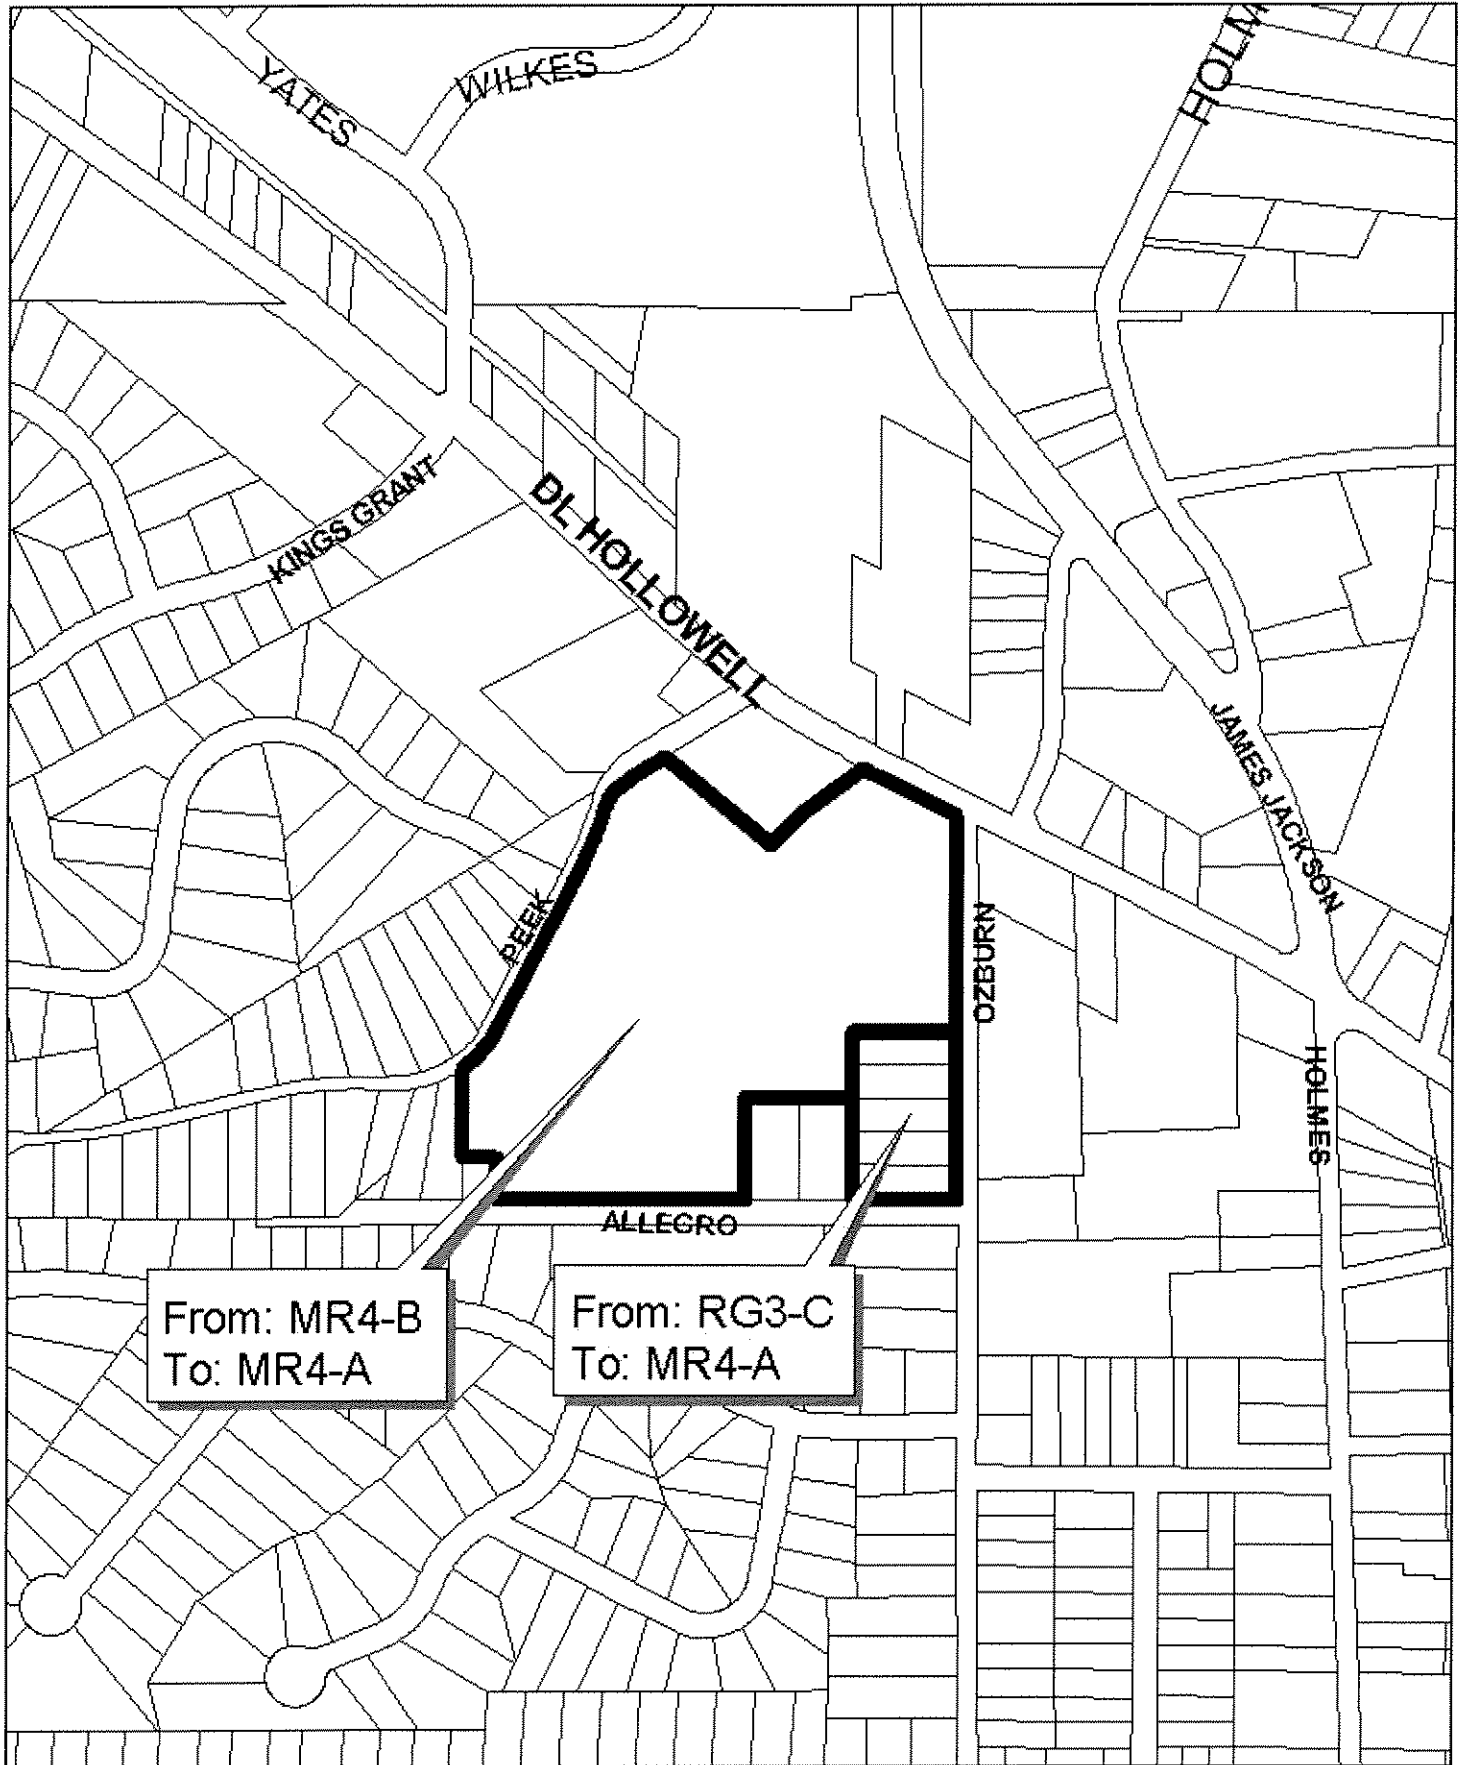 YATES
WILKES
HOLM
KINGS GRANT
DL HOLLOWELL
JAMES JACKSON
PEEK
OZBURN
HOLMES
ALLEGRO
From: MR4-B
To: MR4-A
From: RG3-C
To: MR4-A